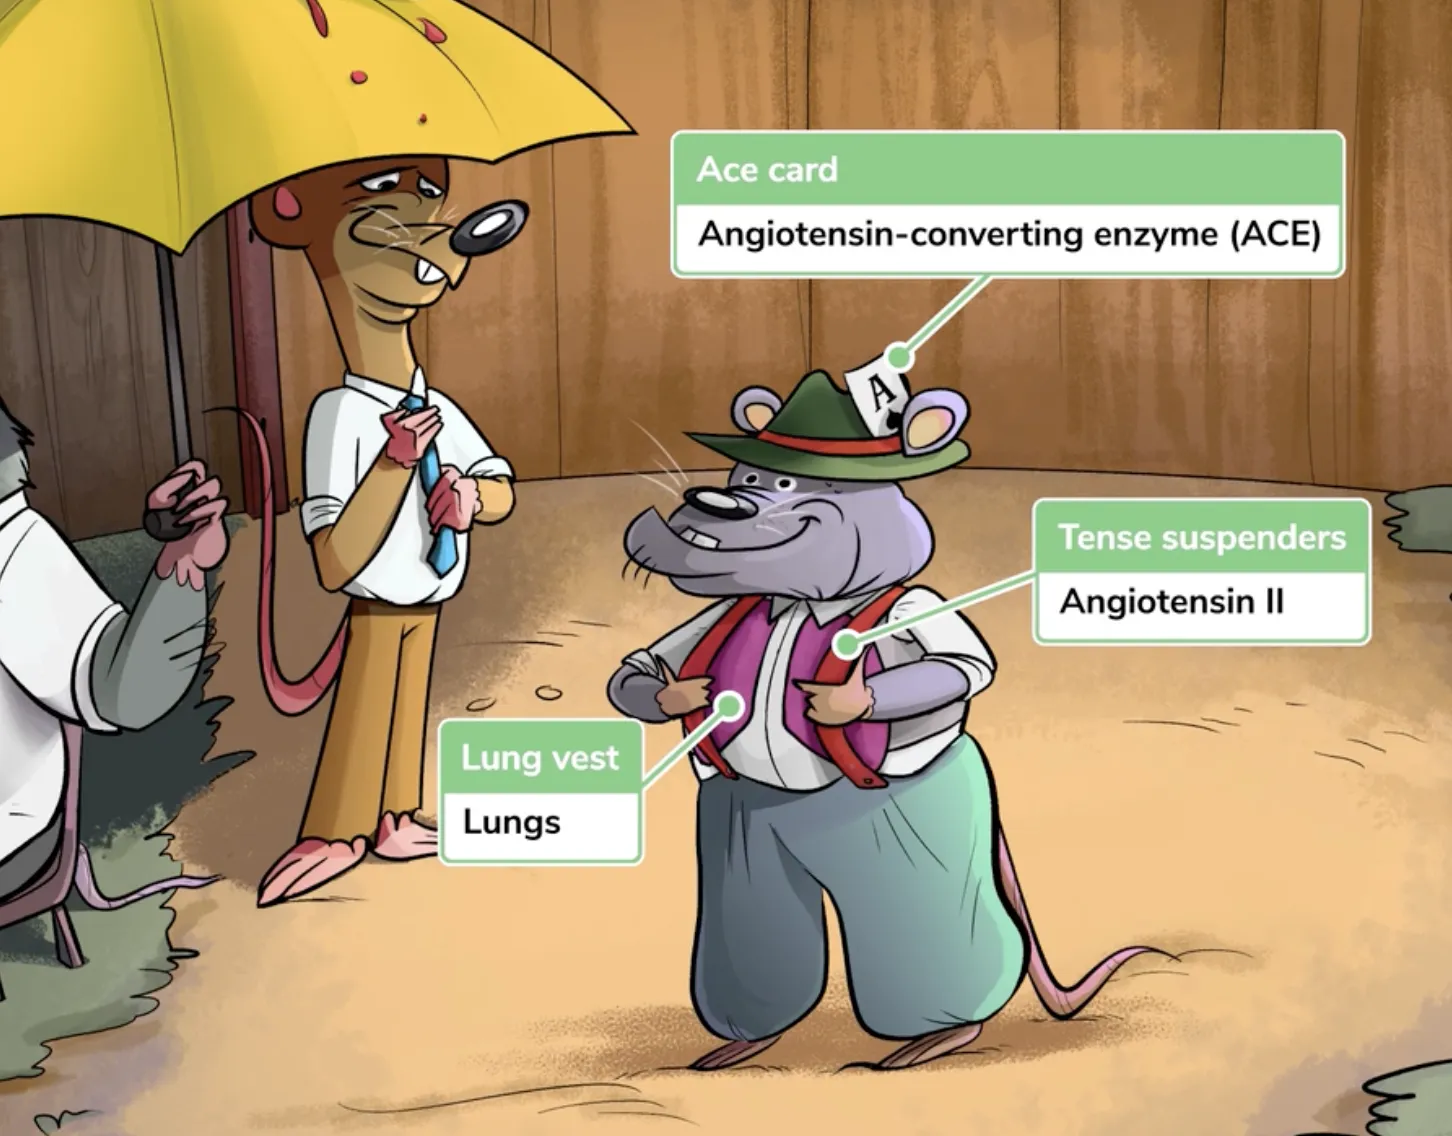 Ace card
Angiotensin-converting enzyme (ACE)
A
Tense suspenders
Angiotensin II
Lung vest
Lungs